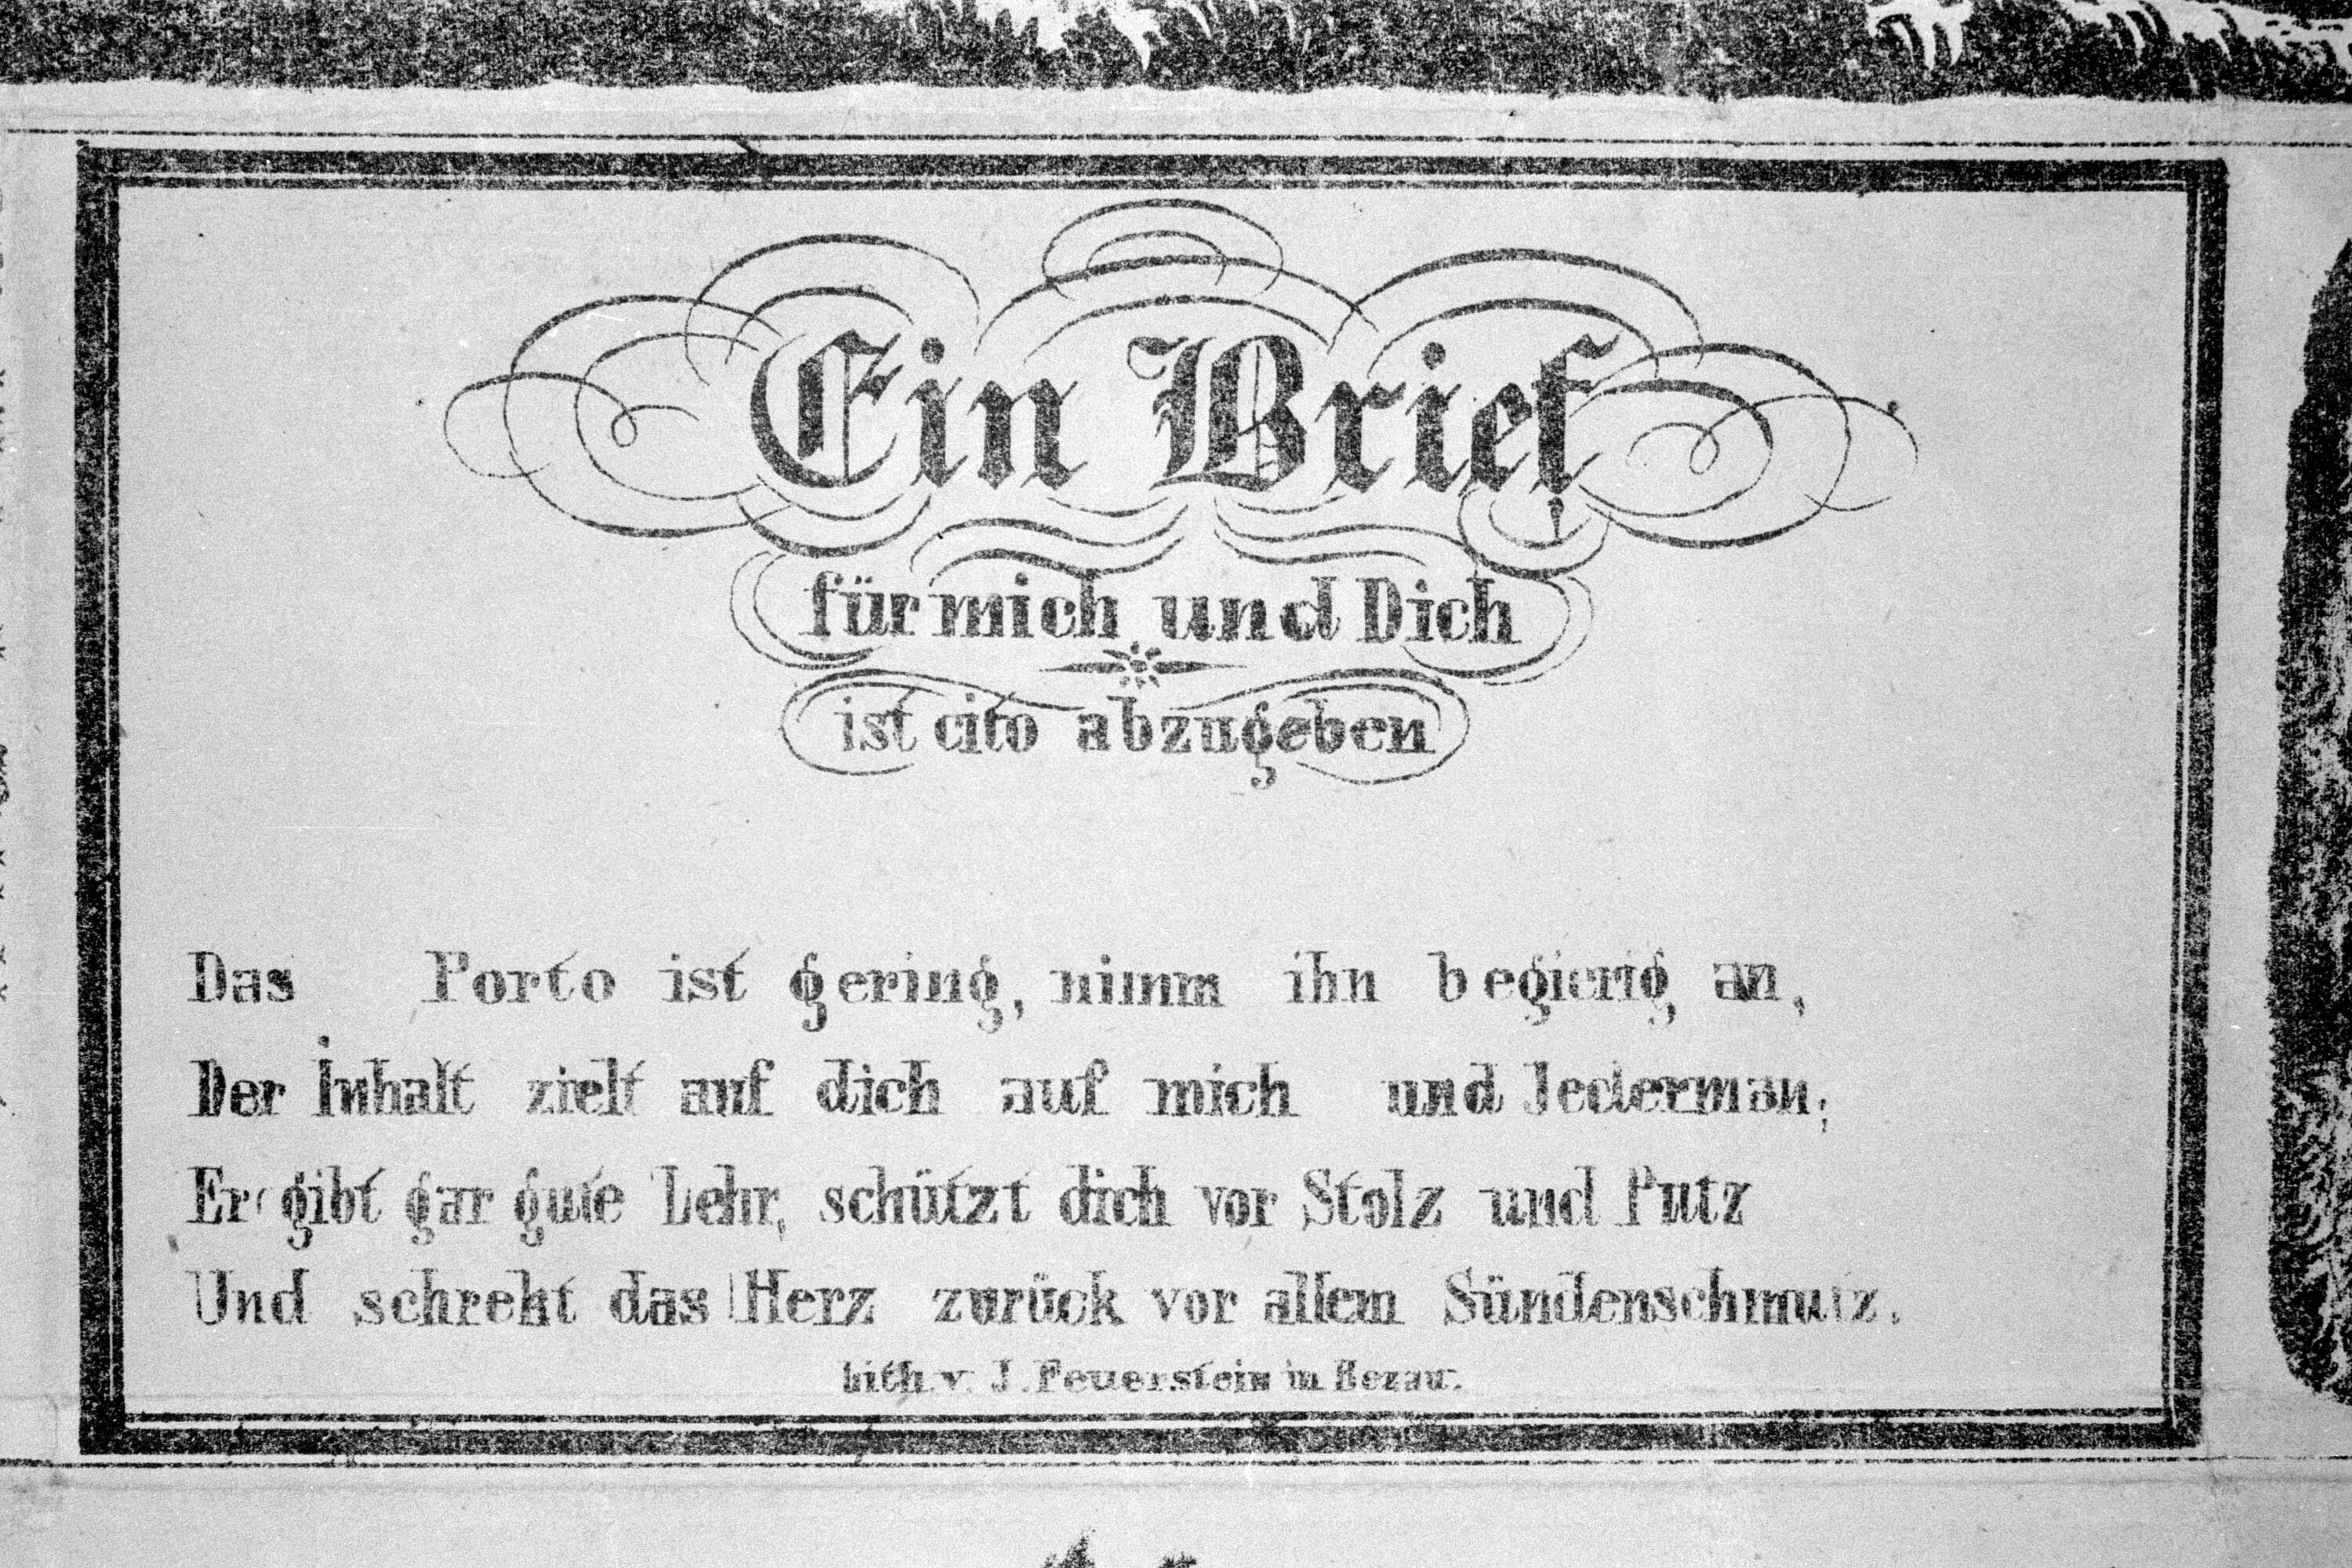 Ein Brief
für mich und Dich
ist cito abzugeben
Das Porto ist gering, nimm ihn begierig an,
Der Inhalt zielt auf dich auf mich und Jederman,
Er gibt gar gute Lehr, schützt dich vor Stolz und Putz
Und schrekt das Herz zurück vor allem Sündenschmutz.
Lith. v. J. Feuerstein in Bezau.